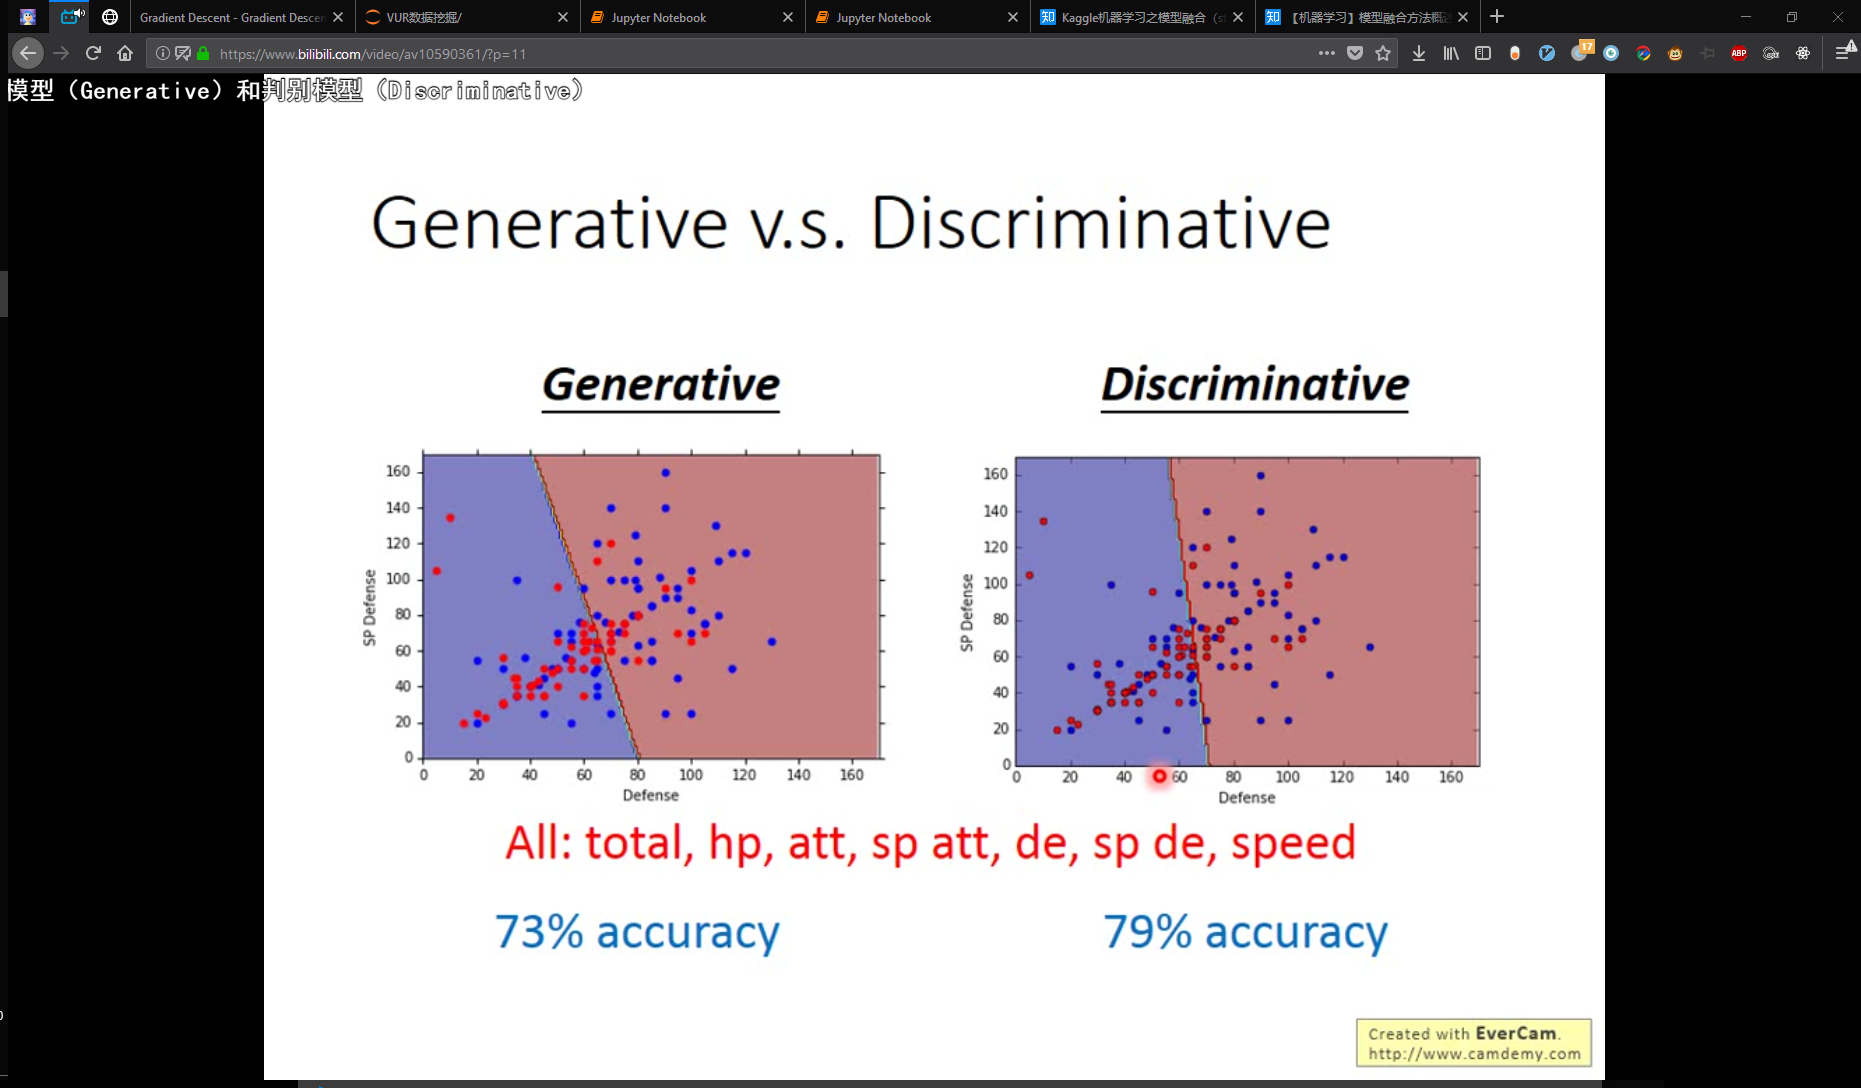 Gradient Descent - Gradient Descen
VUR数据挖掘/
Jupyter Notebook
Jupyter Notebook
知 Kaggle机器学习之模型融合（s
知 【机器学习】模型融合方法概
https://www.bilibili.com/video/av10590361/?p=11
17
ABP
模型（Generative）和判别模型（Discriminative）
Generative v.s. Discriminative
Generative
Discriminative
160
140
120
100
80
60
40
20
0
SP Defense
0 20 40 60 80 100 120 140 160
Defense
160
140
120
100
80
60
40
20
0
SP Defense
0 20 40 60 80 100 120 140 160
Defense
All: total, hp, att, sp att, de, sp de, speed
73% accuracy
79% accuracy
Created with EverCam.
http://www.camdemy.com